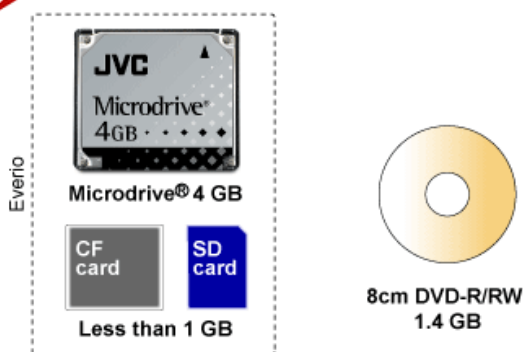 Everio
JVC
Microdrive®
4GB
Microdrive® 4 GB
CF
card
SD
card
Less than 1 GB
8cm DVD-R/RW
1.4 GB